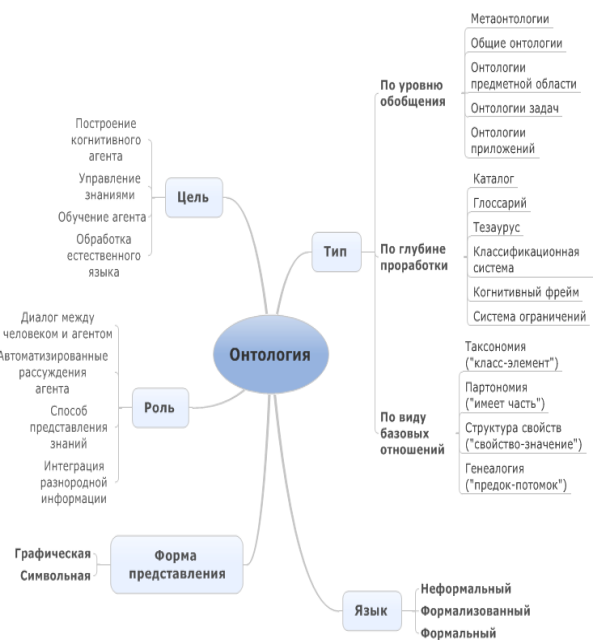 Онтология
Цель
Построение
когнитивного
агента
Управление
знаниями
Обучение агента
Обработка
естественного
языка
Роль
Диалог между
человеком и агентом
Автоматизированные
рассуждения
агента
Способ
представления
знаний
Интеграция
разнородной
информации
Форма
представления
Графическая
Символьная
Тип
По уровню
обобщения
Метаонтологии
Общие онтологии
Онтологии
предметной области
Онтологии задач
Онтологии
приложений
По глубине
проработки
Каталог
Глоссарий
Тезаурус
Классификационная
система
Когнитивный фрейм
Система ограничений
По виду
базовых
отношений
Таксономия
("класс-элемент")
Партономия
("имеет часть")
Структура свойств
("свойство-значение")
Генеалогия
("предок-потомок")
Язык
Неформальный
Формализованный
Формальный